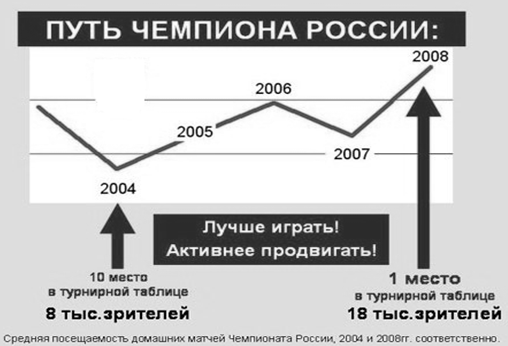 ПУТЬ ЧЕМПИОНА РОССИИ:
2008
2006
2005
2007
2004
Лучше играть!
Активнее продвигать!
10 место
в турнирной таблице
8 тыс.зрителей
1 место
в турнирной таблице
18 тыс.зрителей
Средняя посещаемость домашних матчей Чемпионата России, 2004 и 2008гг. соответственно.